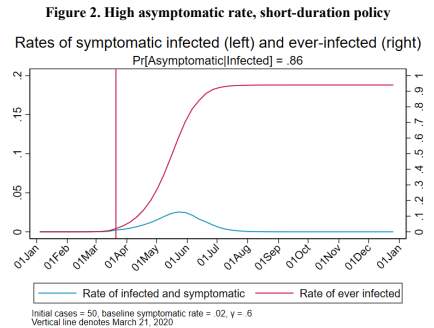 Figure 2. High asymptomatic rate, short-duration policy
Rates of symptomatic infected (left) and ever-infected (right)
Pr[Asymptomatic|Infected] = .86
.2
.15
.1
.05
0
1
.9
.8
.7
.6
.5
.4
.3
.2
.1
0
01Jan 01Feb 01Mar 01Apr 01May 01Jun 01Jul 01Aug 01Sep 01Oct 01Nov 01Dec 01Jan
Rate of infected and symptomatic Rate of ever infected
Initial cases = 50, baseline symptomatic rate = .02, γ = .6
Vertical line denotes March 21, 2020